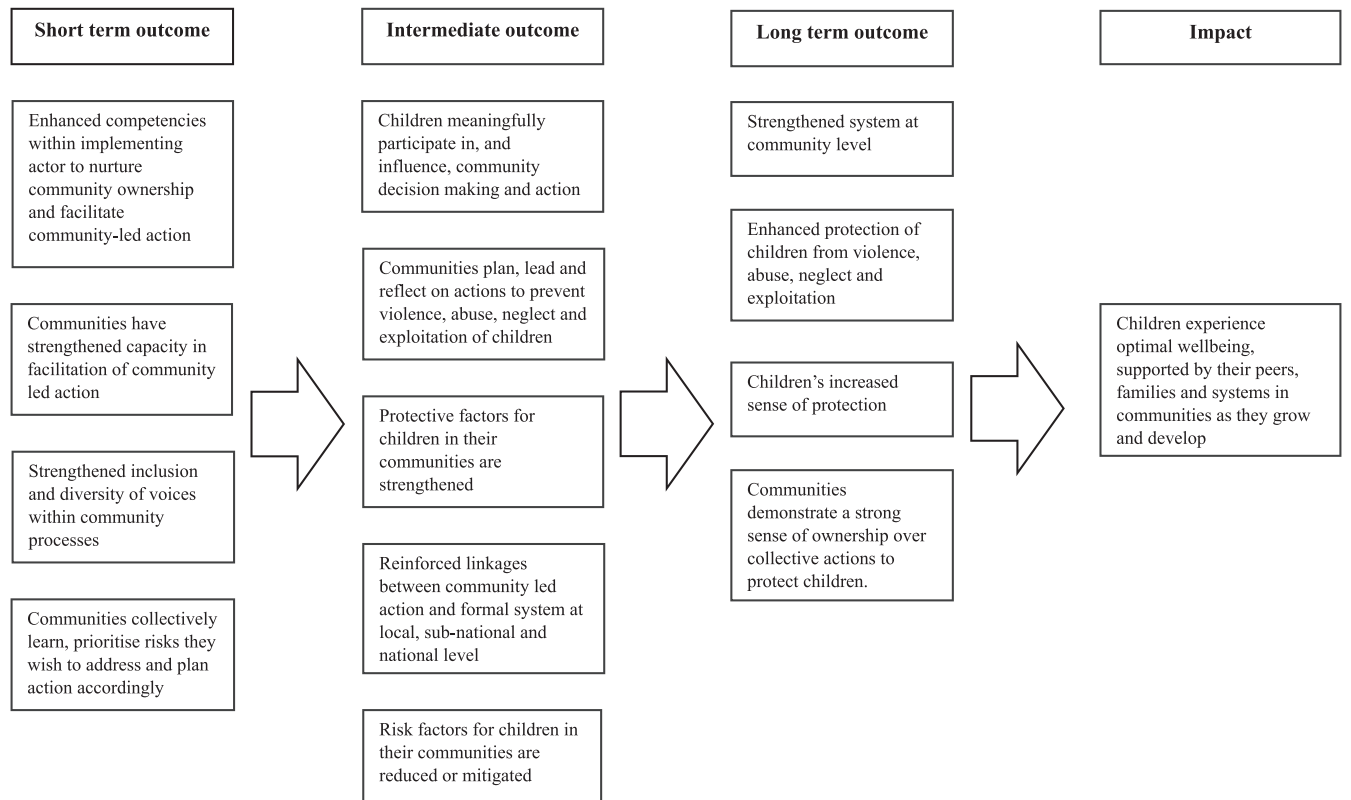 Short term outcome
Enhanced competencies
within implementing
actor to nurture
community ownership
and facilitate
community-led action
Communities have
strengthened capacity in
facilitation of community
led action
Strengthened inclusion
and diversity of voices
within community
processes
Communities collectively
learn, prioritise risks they
wish to address and plan
action accordingly
Intermediate outcome
Children meaningfully
participate in, and
influence, community
decision making and action
Communities plan, lead and
reflect on actions to prevent
violence, abuse, neglect and
exploitation of children
Protective factors for
children in their
communities are
strengthened
Reinforced linkages
between community led
action and formal system at
local, sub-national and
national level
Risk factors for children in
their communities are
reduced or mitigated
Long term outcome
Strengthened system at
community level
Enhanced protection of
children from violence,
abuse, neglect and
exploitation
Children’s increased
sense of protection
Communities
demonstrate a strong
sense of ownership over
collective actions to
protect children.
Impact
Children experience
optimal wellbeing,
supported by their peers,
families and systems in
communities as they grow
and develop